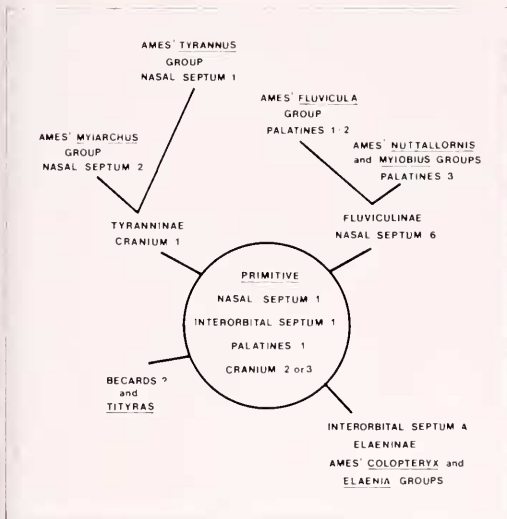 AMES' TYRANNUS
GROUP
NASAL SEPTUM 1
AMES' FLUVICULA
GROUP
PALATINES 1-2
AMES' MYIARCHUS
GROUP
NASAL SEPTUM 2
AMES' NUTTALLORNIS
and MYIOBIUS GROUPS
PALATINES 3
TYRANNINAE
CRANIUM 1
FLUVICULINAE
NASAL SEPTUM 6
PRIMITIVE
NASAL SEPTUM 1
INTERORBITAL SEPTUM 1
PALATINES 1
CRANIUM 2 or 3
BECARDS ?
and
TITYRAS
INTERORBITAL SEPTUM 4
ELAENINAE
AMES' COLOPTERYX and
ELAENIA GROUPS